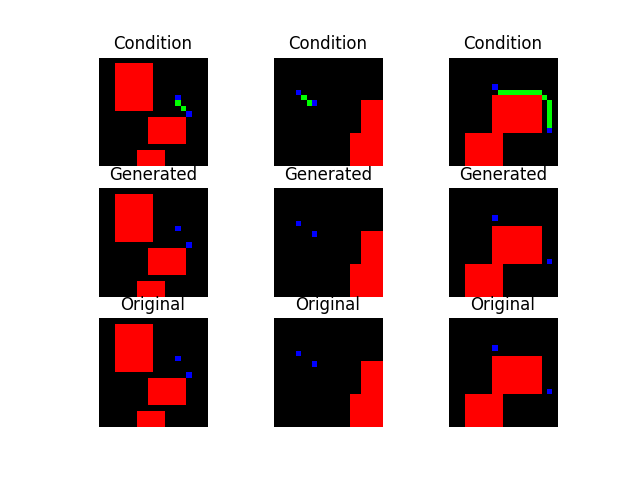 Condition Condition Condition
Generated Generated Generated
Original Original Original